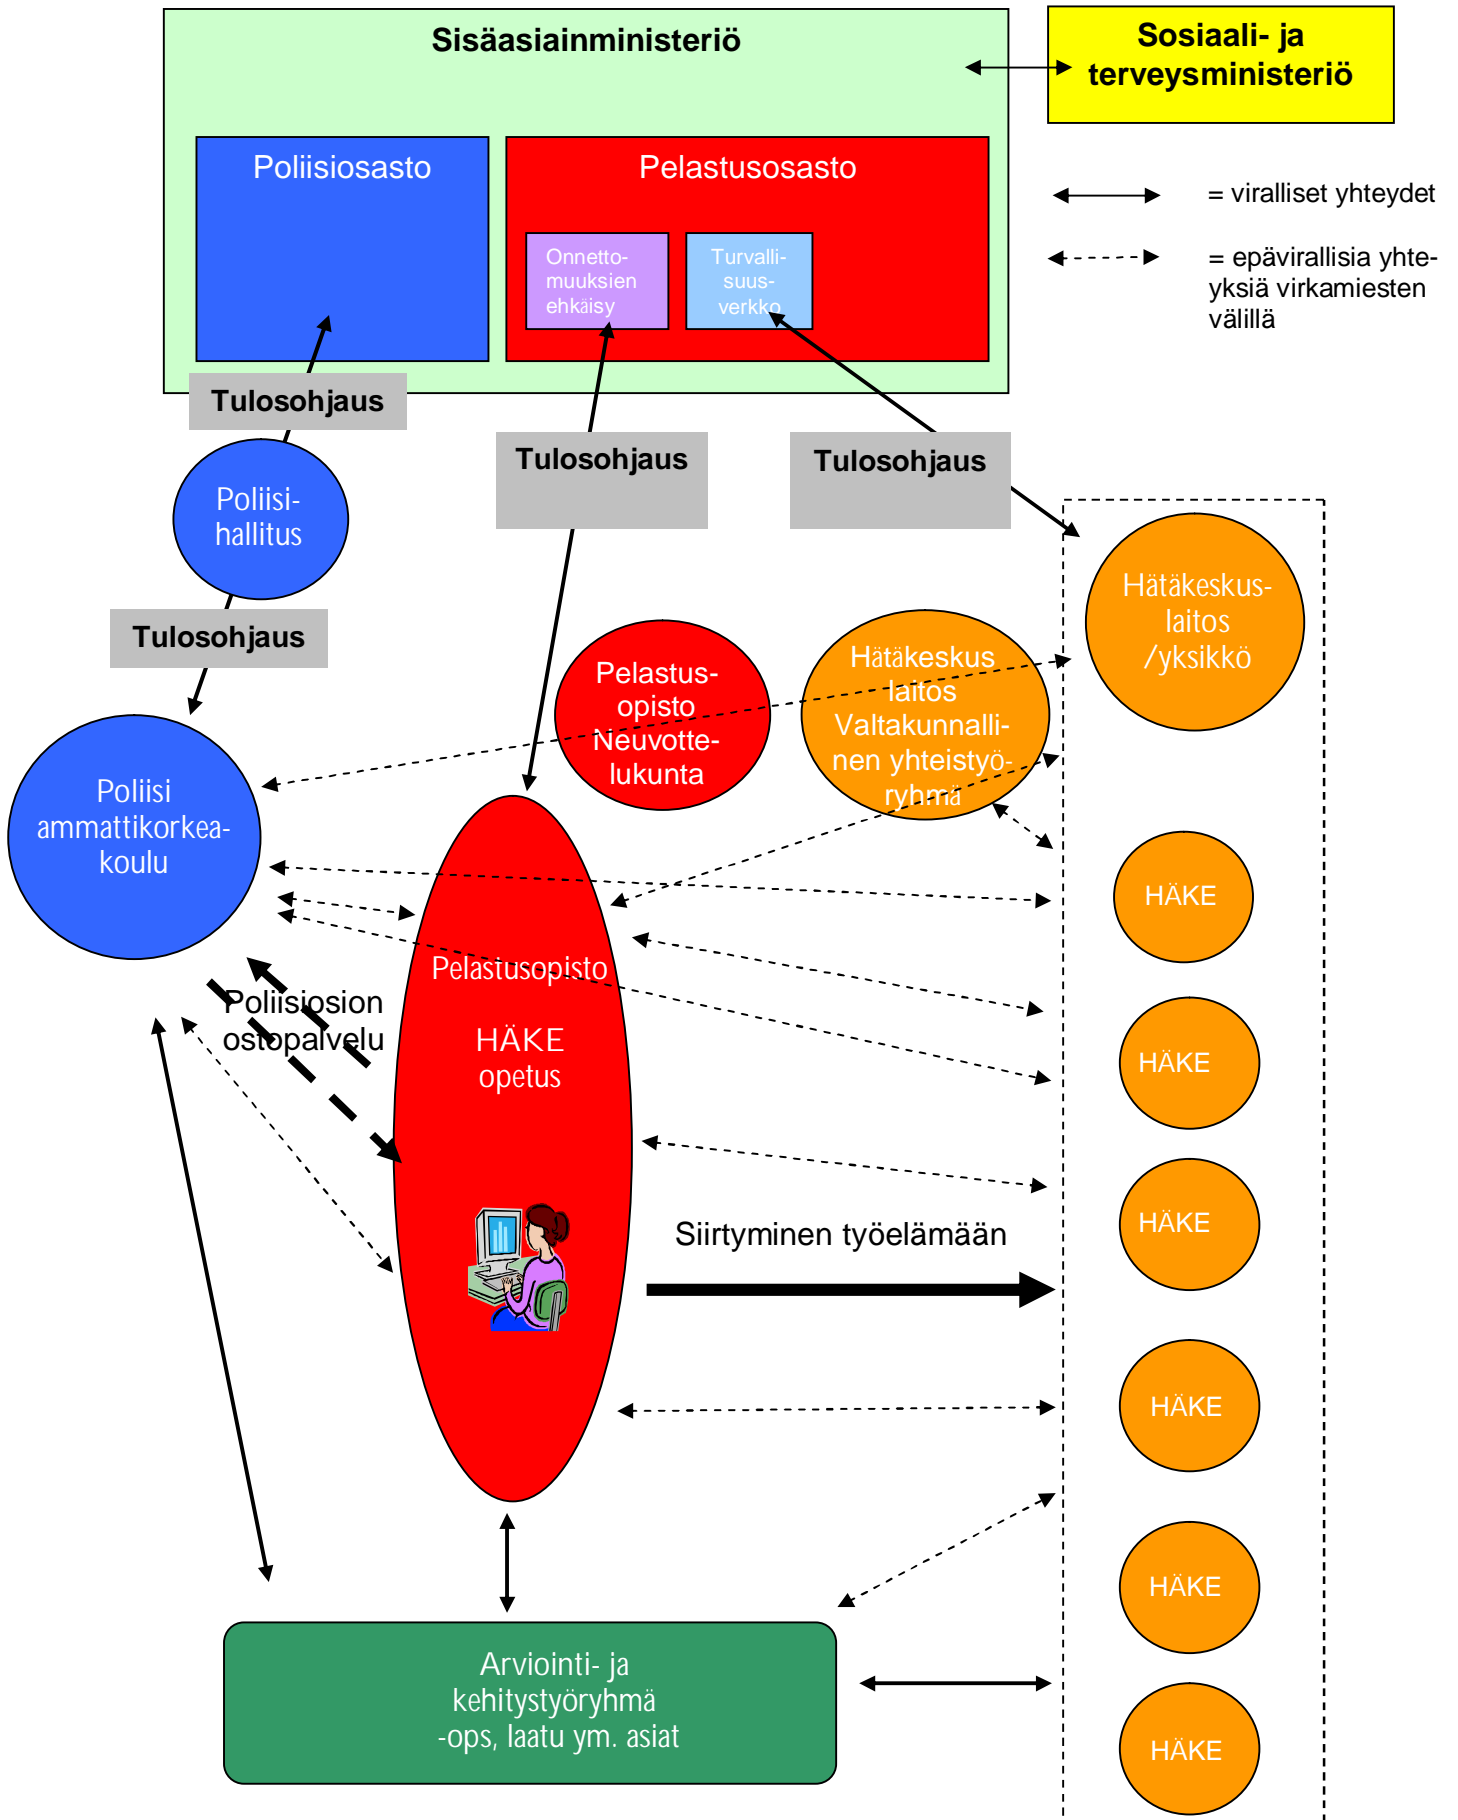 Sisäasiainministeriö
Sosiaali- ja
terveysministeriö
Poliisiosasto
Pelastusosasto
Onnetto-
muuksien
ehkäisy
Turvalli-
suus-
verkko
= viralliset yhteydet
= epävirallisia yhte-
yksiä virkamiesten
välillä
Tulosohjaus
Tulosohjaus
Tulosohjaus
Poliisi-
hallitus
Tulosohjaus
Hätäkeskus-
laitos
/yksikkö
Pelastus-
opisto
Neuvotte-
lukunta
Hätäkeskus
laitos
Valtakunnalli-
nen yhteistyö-
ryhmä
Poliisi
ammattikorkea-
koulu
HÄKE
Pelastusopisto
HÄKE
opetus
Poliisiosion
ostopalvelu
HÄKE
HÄKE
Siirtyminen työelämään
HÄKE
HÄKE
Arviointi- ja
kehitystyöryhmä
-ops, laatu ym. asiat
HÄKE